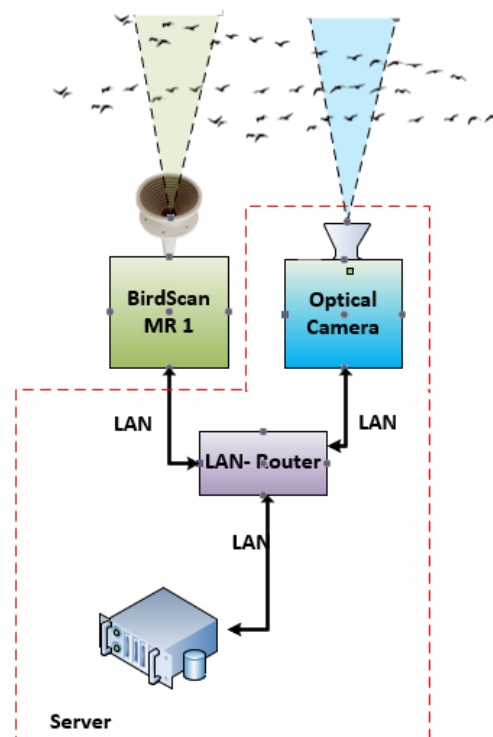 BirdScan
MR 1
Optical
Camera
LAN
LAN
LAN- Router
LAN
Server